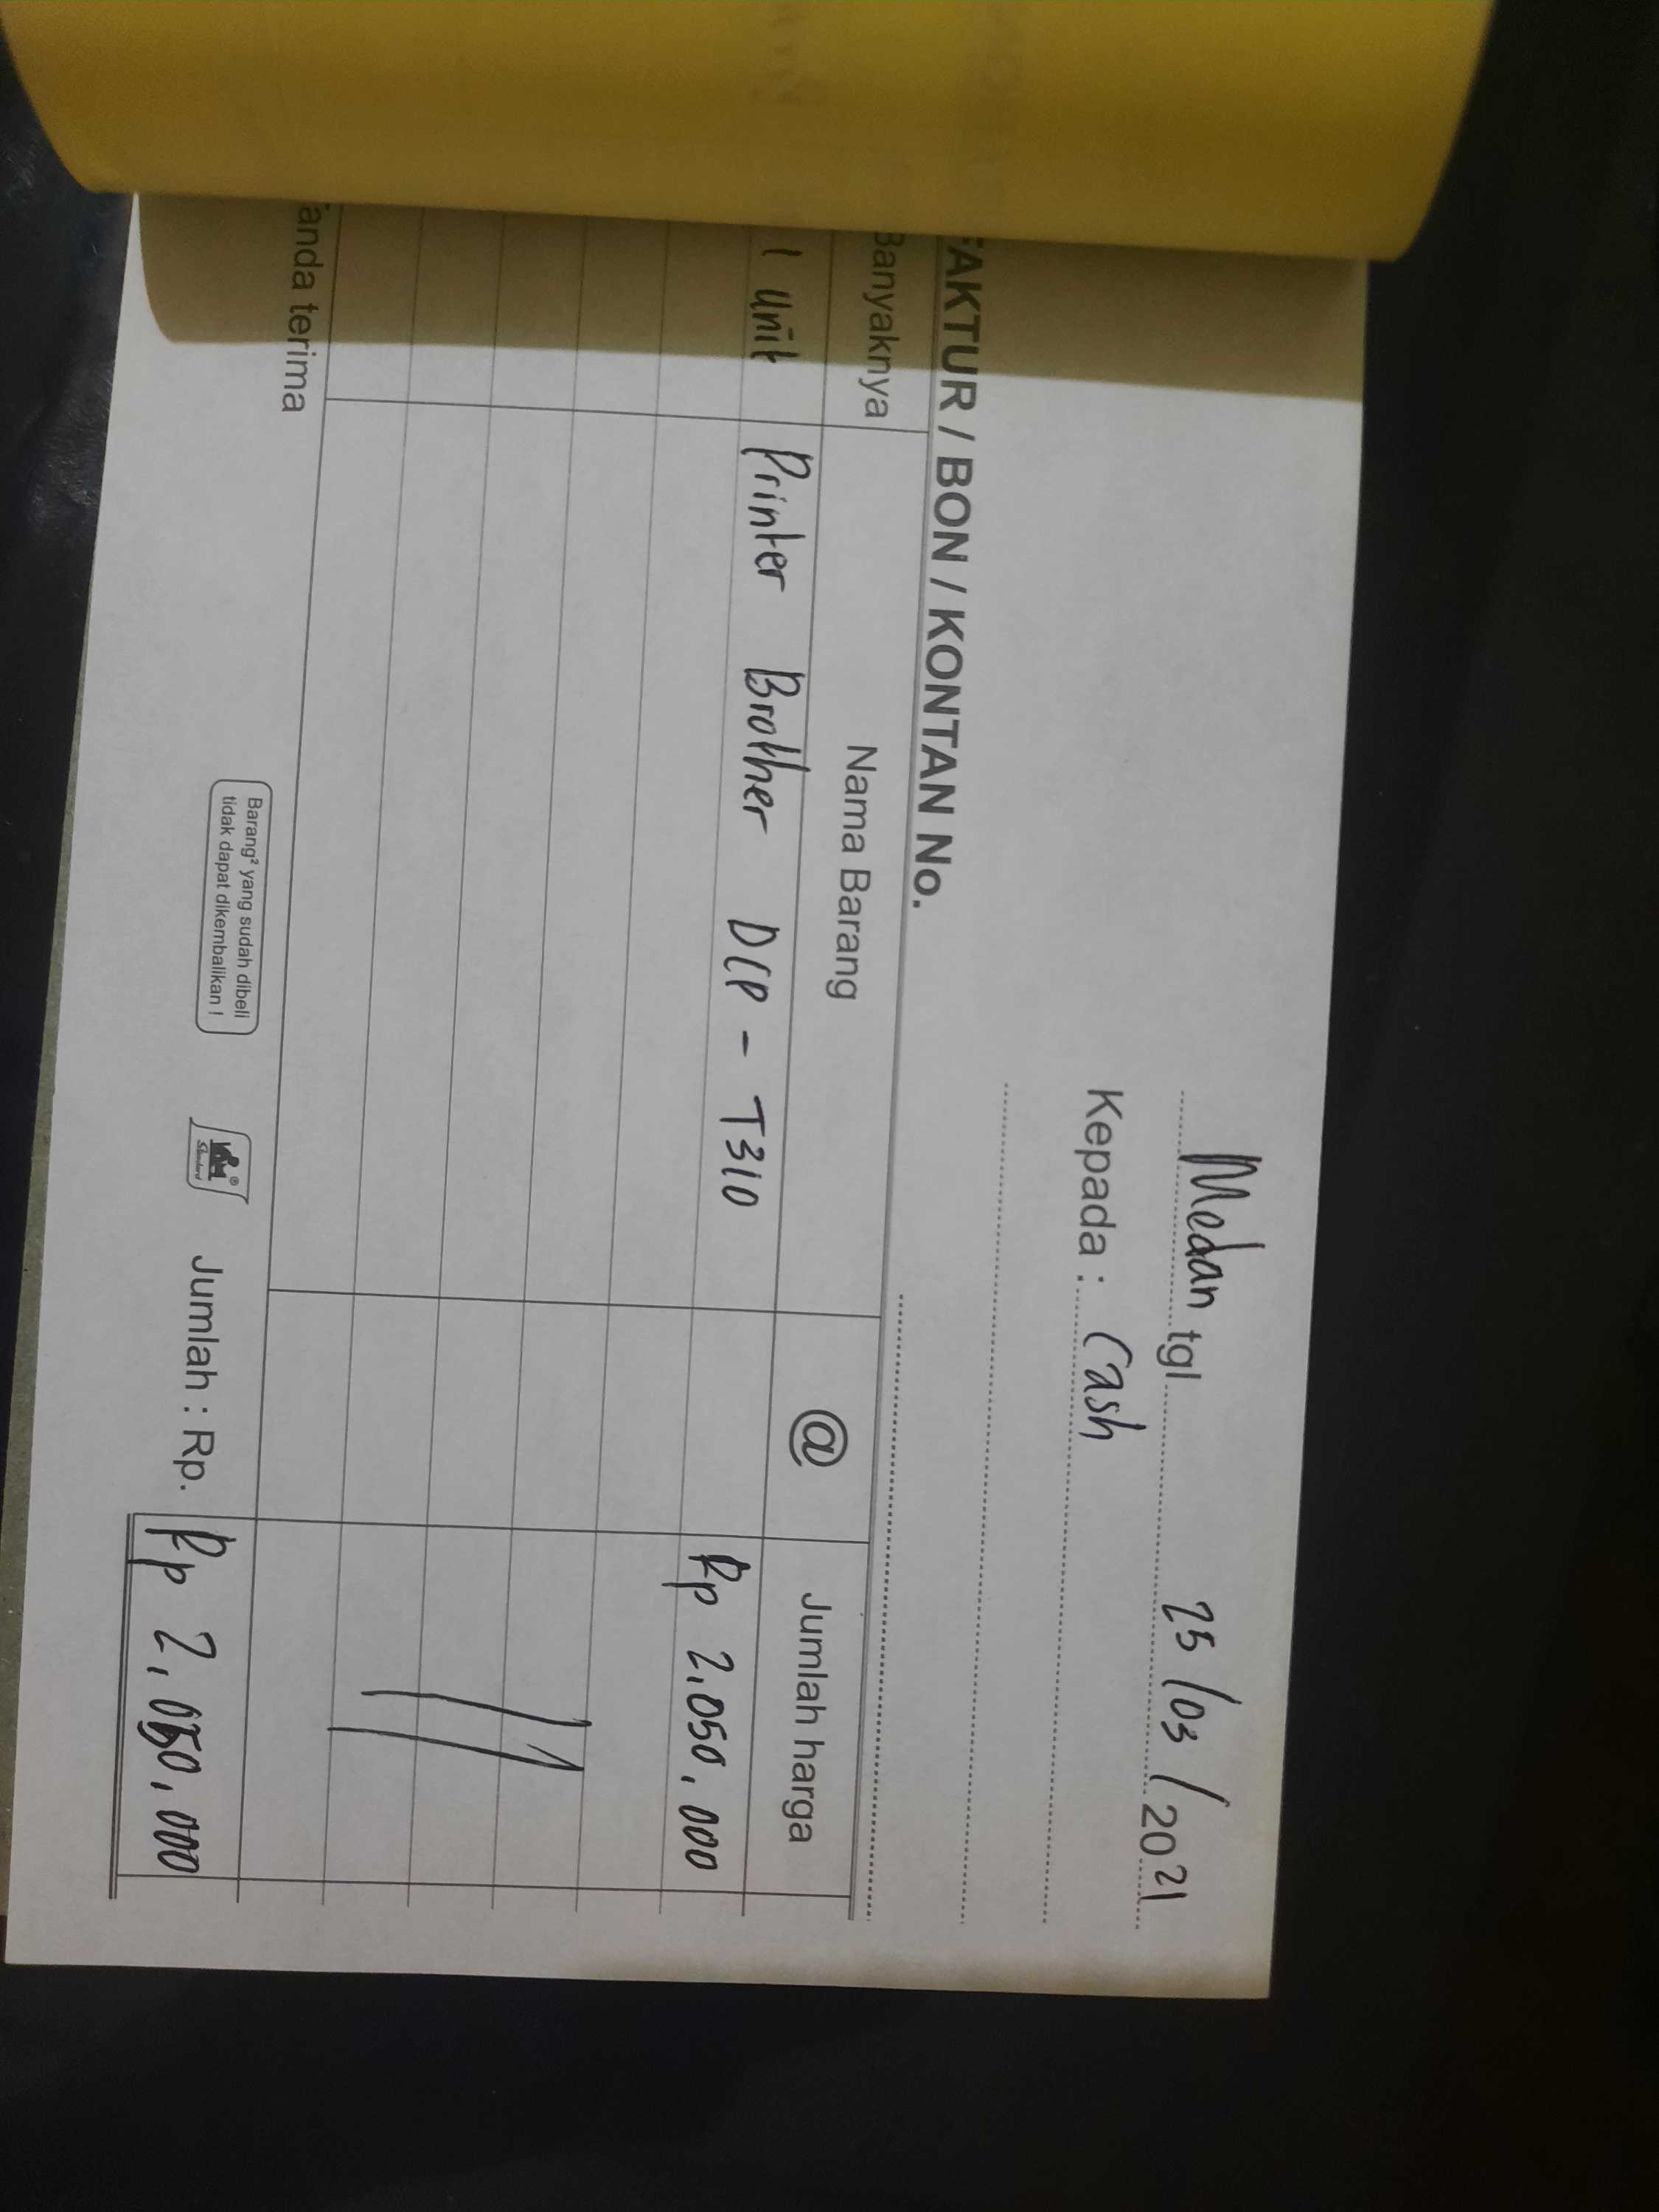 Medan tgl 25/03/2021
Kepada : Cash
FAKTUR / BON / KONTAN No.
Banyaknya Nama Barang @ Jumlah harga
1 Unit Printer Brother DCP - T310 Rp 2.050.000
Tanda terima Jumlah : Rp. Rp 2,050,000
Barang² yang sudah dibeli
tidak dapat dikembalikan !
Standard